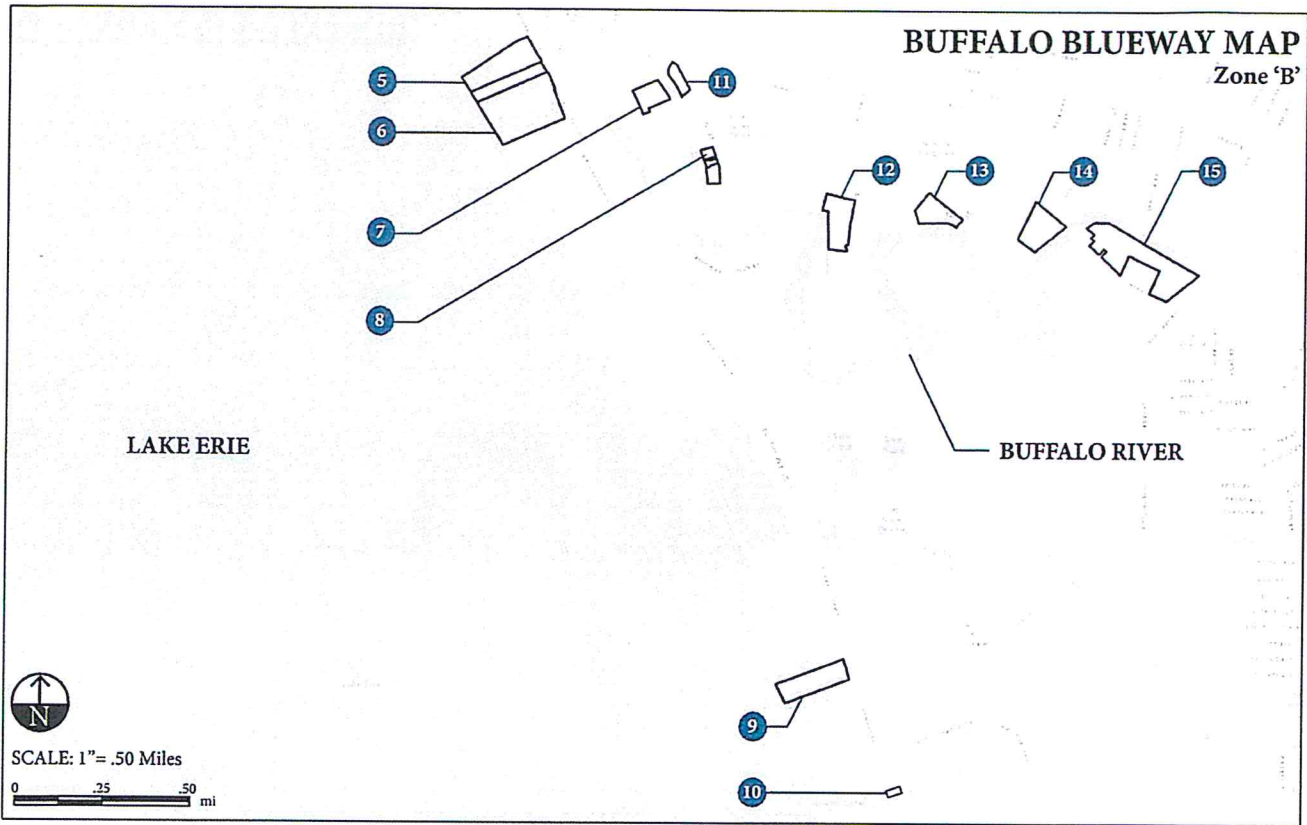 BUFFALO BLUEWAY MAP
Zone ‘B’
5
11
6
12
13
14
15
7
8
LAKE ERIE
BUFFALO RIVER
N
9
SCALE: 1”= .50 Miles
10
0 .25 .50
mi